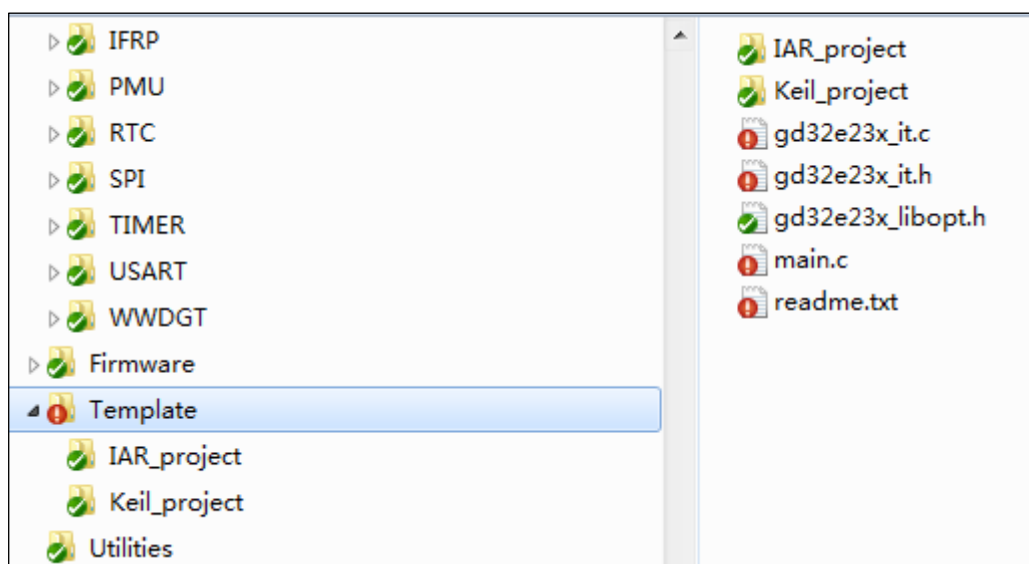 IFRP
PMU
RTC
SPI
TIMER
USART
WWDGT
Firmware
Template
IAR_project
Keil_project
Utilities
IAR_project
Keil_project
gd32e23x_it.c
gd32e23x_it.h
gd32e23x_libopt.h
main.c
readme.txt